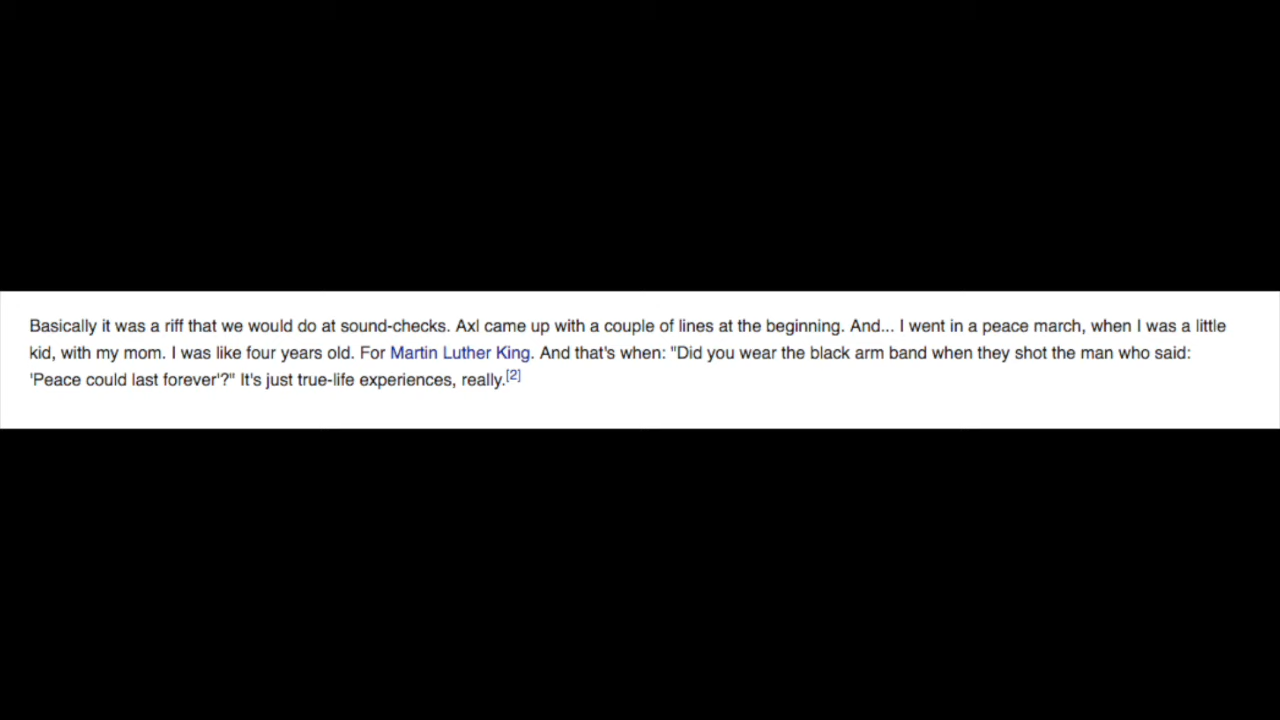 Basically it was a riff that we would do at sound-checks. Axl came up with a couple of lines at the beginning. And... I went in a peace march, when I was a little
kid, with my mom. I was like four years old. For Martin Luther King. And that's when: "Did you wear the black arm band when they shot the man who said:
'Peace could last forever'?" It's just true-life experiences, really.[2]